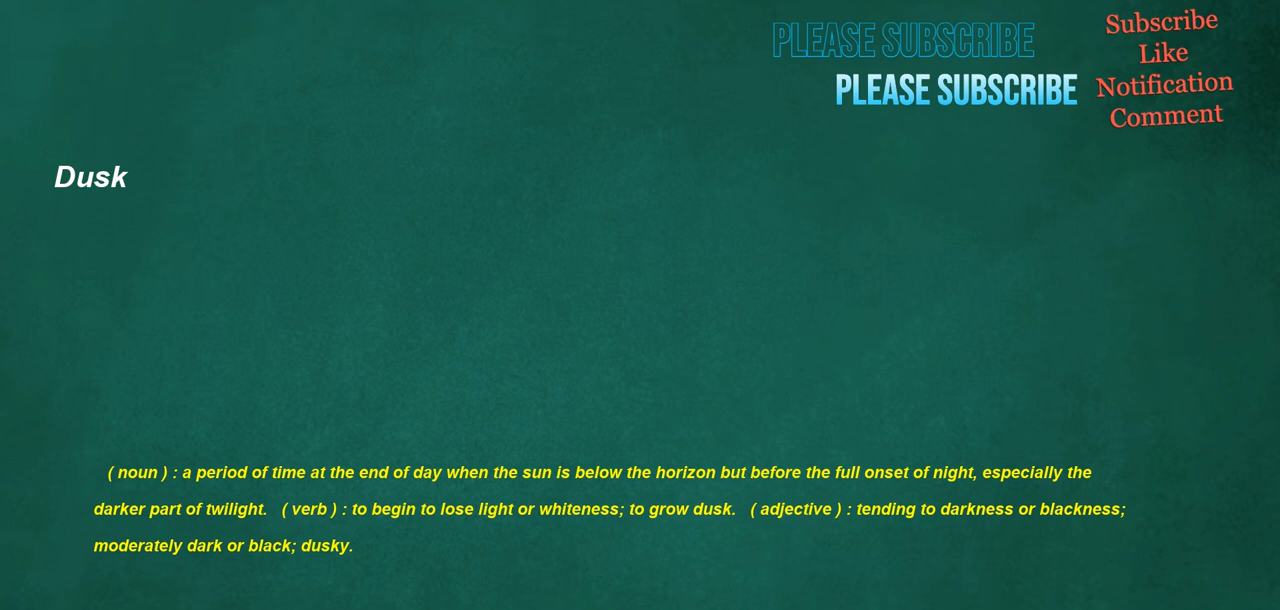 PLEASE SUBSCRIBE
PLEASE SUBSCRIBE
Subscribe
Like
Notification
Comment
Dusk
( noun ) : a period of time at the end of day when the sun is below the horizon but before the full onset of night, especially the
darker part of twilight. ( verb ) : to begin to lose light or whiteness; to grow dusk. ( adjective ) : tending to darkness or blackness;
moderately dark or black; dusky.